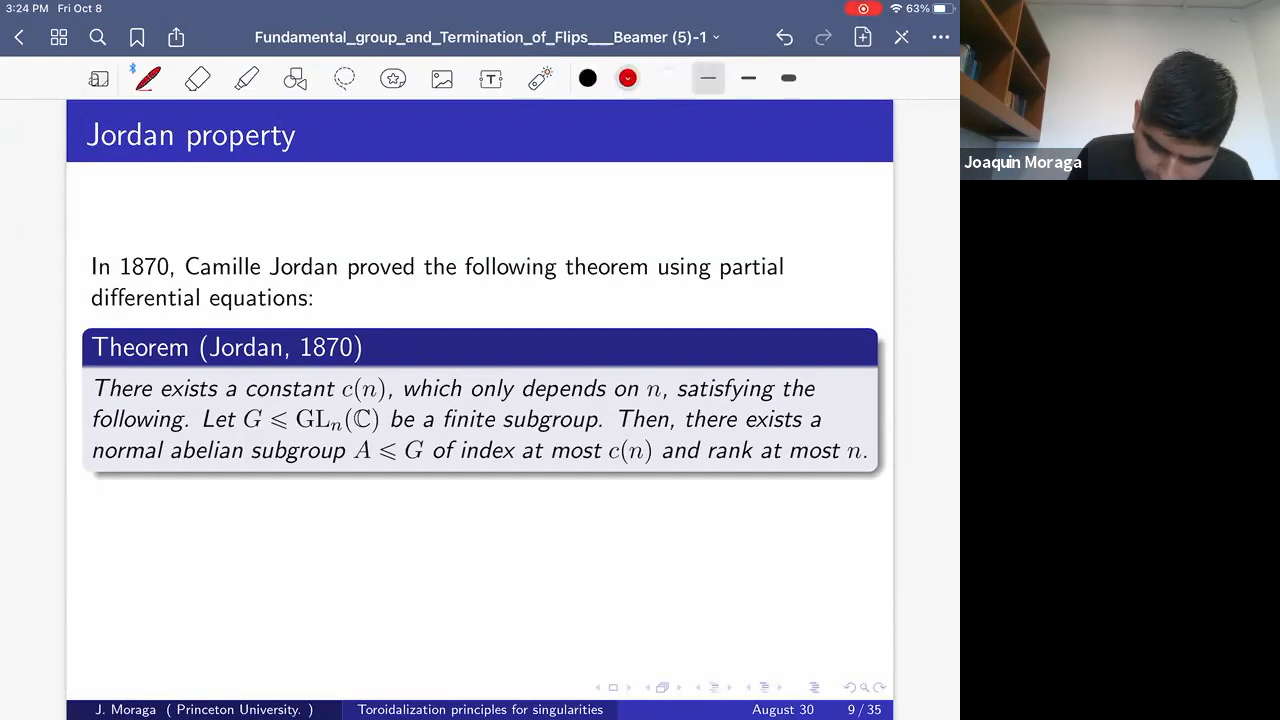 3:24 PM Fri Oct 8
63%
Fundamental_group_and_Termination_of_Flips___Beamer (5)-1
T
Jordan property
Joaquin Moraga
In 1870, Camille Jordan proved the following theorem using partial
differential equations:
Theorem (Jordan, 1870)
There exists a constant c(n), which only depends on n, satisfying the
following. Let G ⩽ GLₙ(ℂ) be a finite subgroup. Then, there exists a
normal abelian subgroup A ⩽ G of index at most c(n) and rank at most n.
J. Moraga ( Princeton University. ) Toroidalization principles for singularities August 30 9 / 35